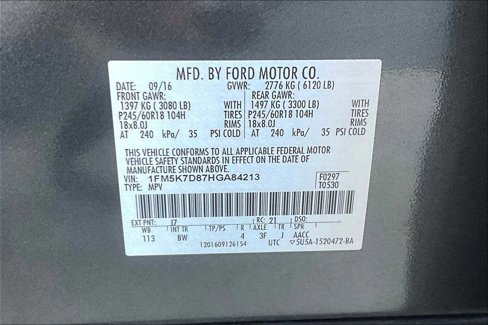 MFD. BY FORD MOTOR CO.
DATE: 09/16 GVWR: 2776 KG ( 6120 LB)
FRONT GAWR: REAR GAWR:
1397 KG ( 3080 LB) WITH 1497 KG ( 3300 LB) WITH
P245/60R18 104H TIRES P245/60R18 104H TIRES
18x8.0J RIMS 18x8.0J RIMS
AT 240 kPa/ 35 PSI COLD AT 240 kPa/ 35 PSI COLD
THIS VEHICLE CONFORMS TO ALL APPLICABLE FEDERAL MOTOR
VEHICLE SAFETY STANDARDS IN EFFECT ON THE DATE OF
MANUFACTURE SHOWN ABOVE.
VIN: 1FM5K7D87HGA84213 F0297
TYPE: MPV T0530
EXT PNT: J7 RC: 21 DSO:
WB BRK INT TR TP/PS R AXLE TR SPR
113 BW 4 3F J AACC
1201609126154 UTC ▽5U5A-1520472-BA